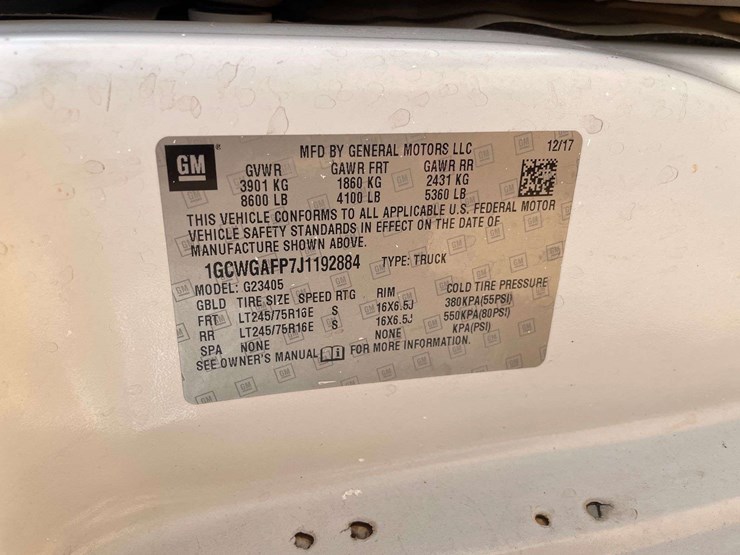 GM
MFD BY GENERAL MOTORS LLC 12/17
GVWR GAWR FRT GAWR RR
3901 KG 1860 KG 2431 KG
8600 LB 4100 LB 5360 LB
THIS VEHICLE CONFORMS TO ALL APPLICABLE U.S. FEDERAL MOTOR
VEHICLE SAFETY STANDARDS IN EFFECT ON THE DATE OF
MANUFACTURE SHOWN ABOVE.
1GCWGAFP7J1192884 TYPE: TRUCK
MODEL: G23405
GBLD TIRE SIZE SPEED RTG RIM COLD TIRE PRESSURE
FRT LT245/75R16E S 16X6.5J 380KPA(55PSI)
RR LT245/75R16E S 16X6.5J 550KPA(80PSI)
SPA NONE NONE KPA(PSI)
SEE OWNER'S MANUAL FOR MORE INFORMATION.